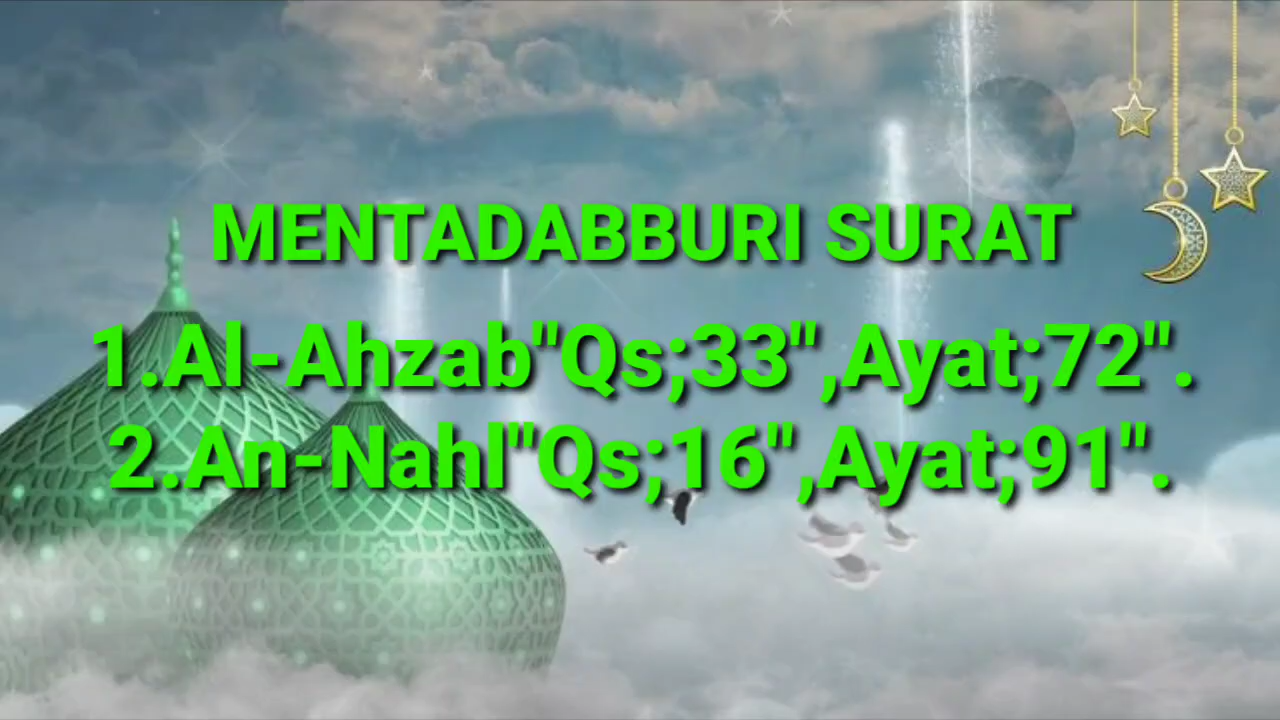 MENTADABBURI SURAT
1.Al-Ahzab"Qs;33",Ayat;72".
2.An-Nahl"Qs;16",Ayat;91".